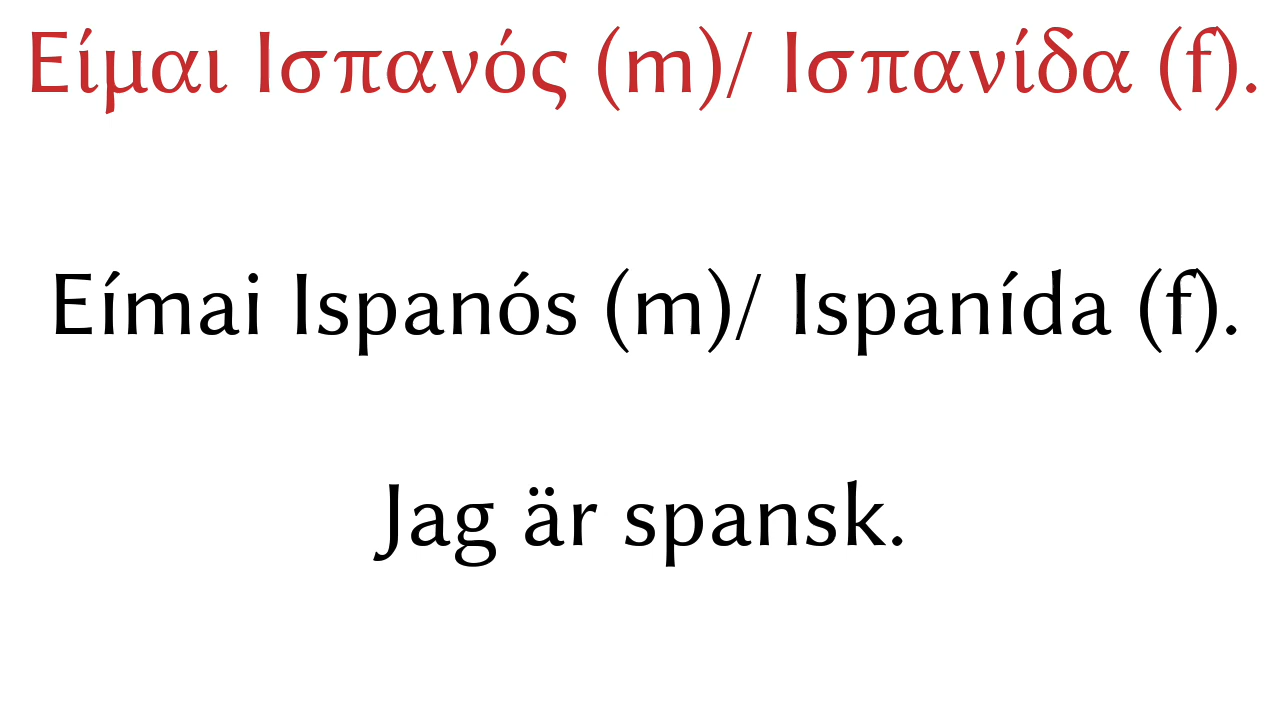 Είμαι Ισπανός (m)/ Ισπανίδα (f).
Eímai Ispanós (m)/ Ispanída (f).
Jag är spansk.